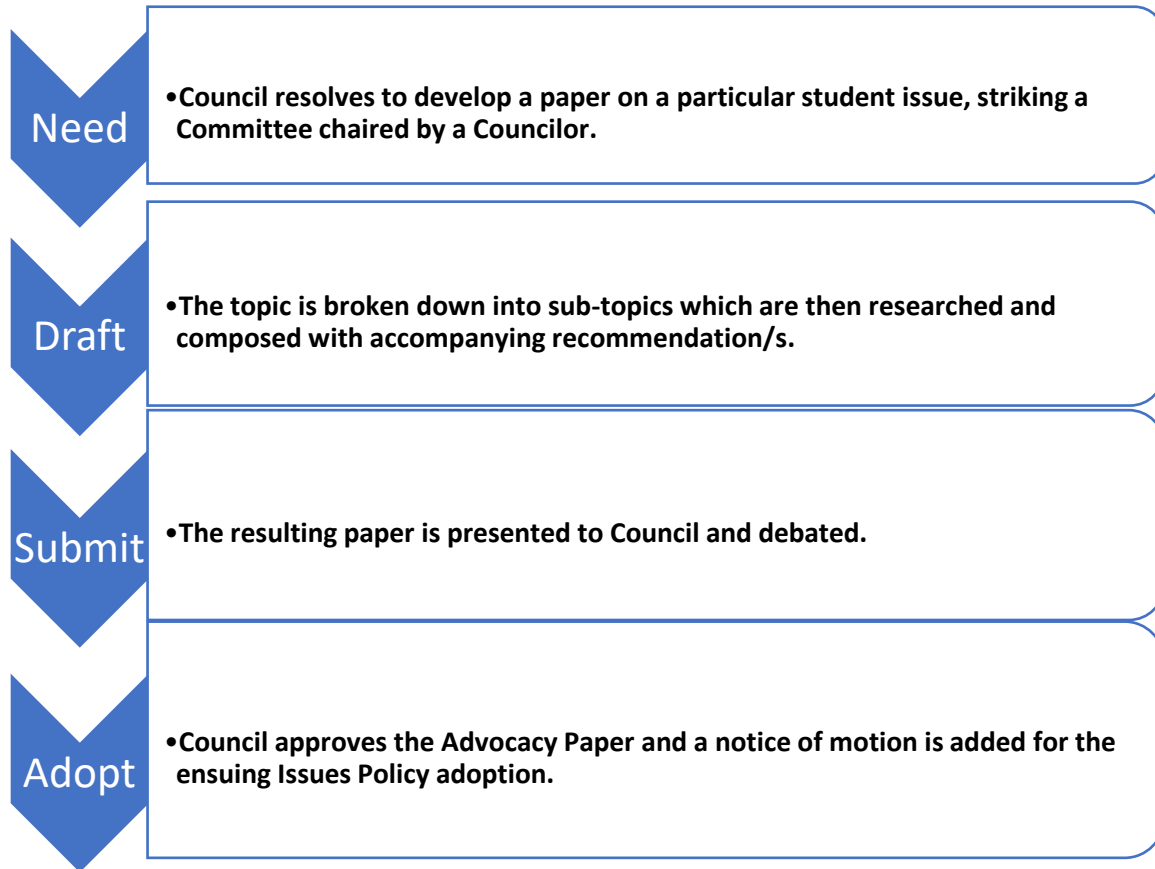 Need
•Council resolves to develop a paper on a particular student issue, striking a
Committee chaired by a Councilor.
Draft
•The topic is broken down into sub-topics which are then researched and
composed with accompanying recommendation/s.
Submit
•The resulting paper is presented to Council and debated.
Adopt
•Council approves the Advocacy Paper and a notice of motion is added for the
ensuing Issues Policy adoption.